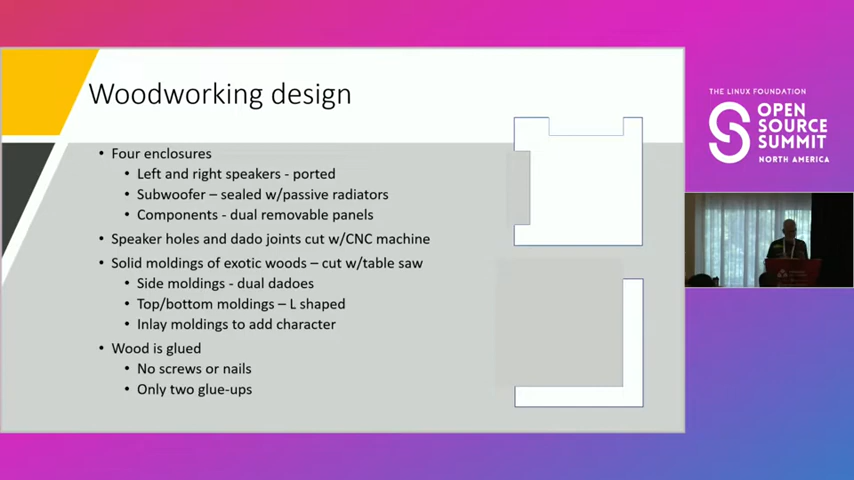 Woodworking design
• Four enclosures
• Left and right speakers - ported
• Subwoofer – sealed w/passive radiators
• Components - dual removable panels
• Speaker holes and dado joints cut w/CNC machine
• Solid moldings of exotic woods – cut w/table saw
• Side moldings - dual dadoes
• Top/bottom moldings – L shaped
• Inlay moldings to add character
• Wood is glued
• No screws or nails
• Only two glue-ups
THE LINUX FOUNDATION
OPEN
SOURCE
SUMMIT
NORTH AMERICA